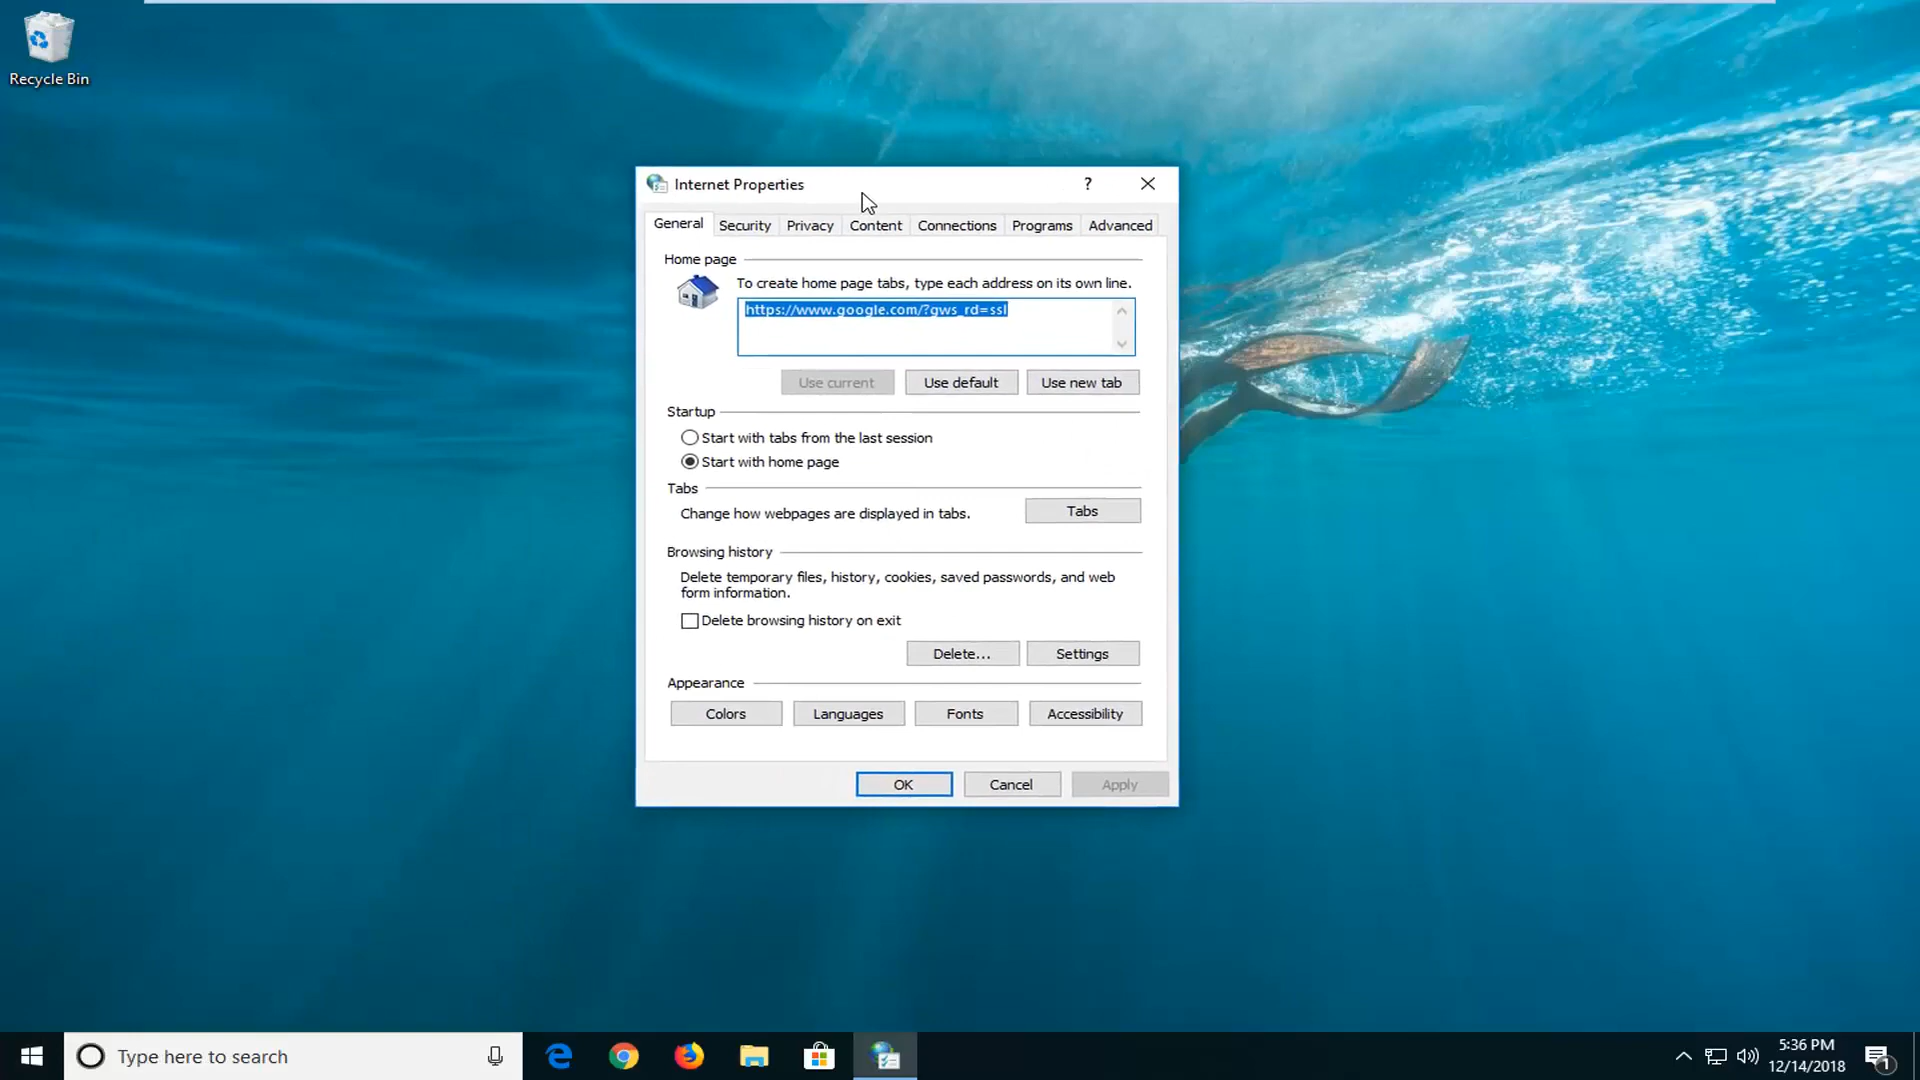 Recycle Bin
Internet Properties
?
General Security Privacy Content Connections Programs Advanced
Home page
To create home page tabs, type each address on its own line.
https://www.google.com/?gws_rd=ssl
Use current Use default Use new tab
Startup
Start with tabs from the last session
Start with home page
Tabs
Change how webpages are displayed in tabs.
Tabs
Browsing history
Delete temporary files, history, cookies, saved passwords, and web
form information.
Delete browsing history on exit
Delete... Settings
Appearance
Colors Languages Fonts Accessibility
OK Cancel Apply
Type here to search
5:36 PM
12/14/2018
1